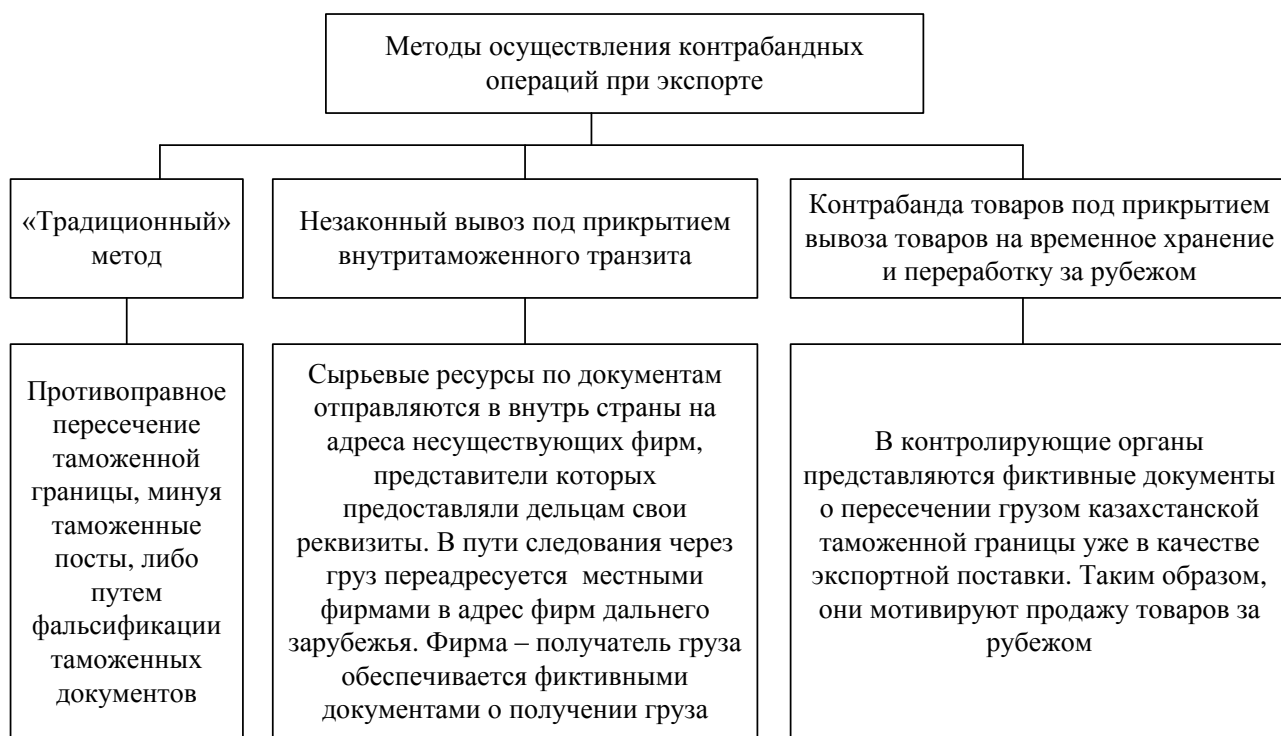 Методы осуществления контрабандных
операций при экспорте
«Традиционный»
метод
Незаконный вывоз под прикрытием
внутритаможенного транзита
Контрабанда товаров под прикрытием
вывоза товаров на временное хранение
и переработку за рубежом
Противоправное
пересечение
таможенной
границы, минуя
таможенные
посты, либо
путем
фальсификации
таможенных
документов
Сырьевые ресурсы по документам
отправляются в внутрь страны на
адреса несуществующих фирм,
представители которых
предоставляли дельцам свои
реквизиты. В пути следования через
груз переадресуется местными
фирмами в адрес фирм дальнего
зарубежья. Фирма – получатель груза
обеспечивается фиктивными
документами о получении груза
В контролирующие органы
представляются фиктивные документы
о пересечении грузом казахстанской
таможенной границы уже в качестве
экспортной поставки. Таким образом,
они мотивируют продажу товаров за
рубежом